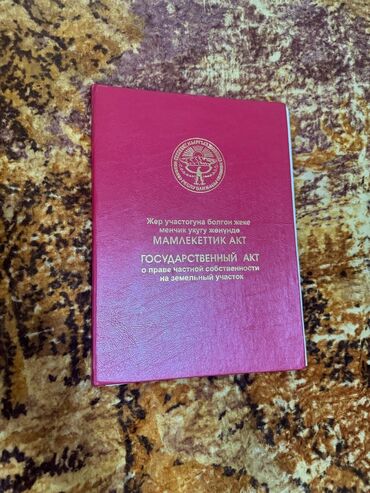 Жер участогуна болгон жеке
менчик укугу жөнүндө
МАМЛЕКЕТТИК АКТ
ГОСУДАРСТВЕННЫЙ АКТ
о праве частной собственности
на земельный участок